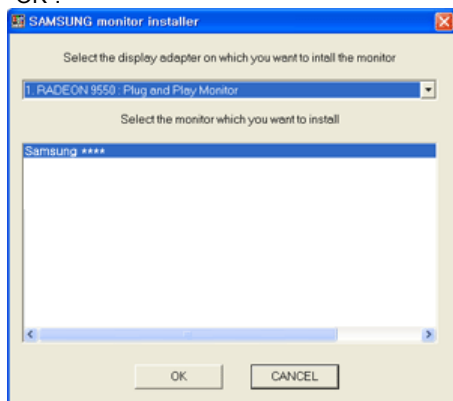 "OK".
SAMSUNG monitor installer
Select the display adapter on which you want to intall the monitor
1. RADEON 9550 : Plug and Play Monitor
Select the monitor which you want to install
Samsung ****
OK
CANCEL